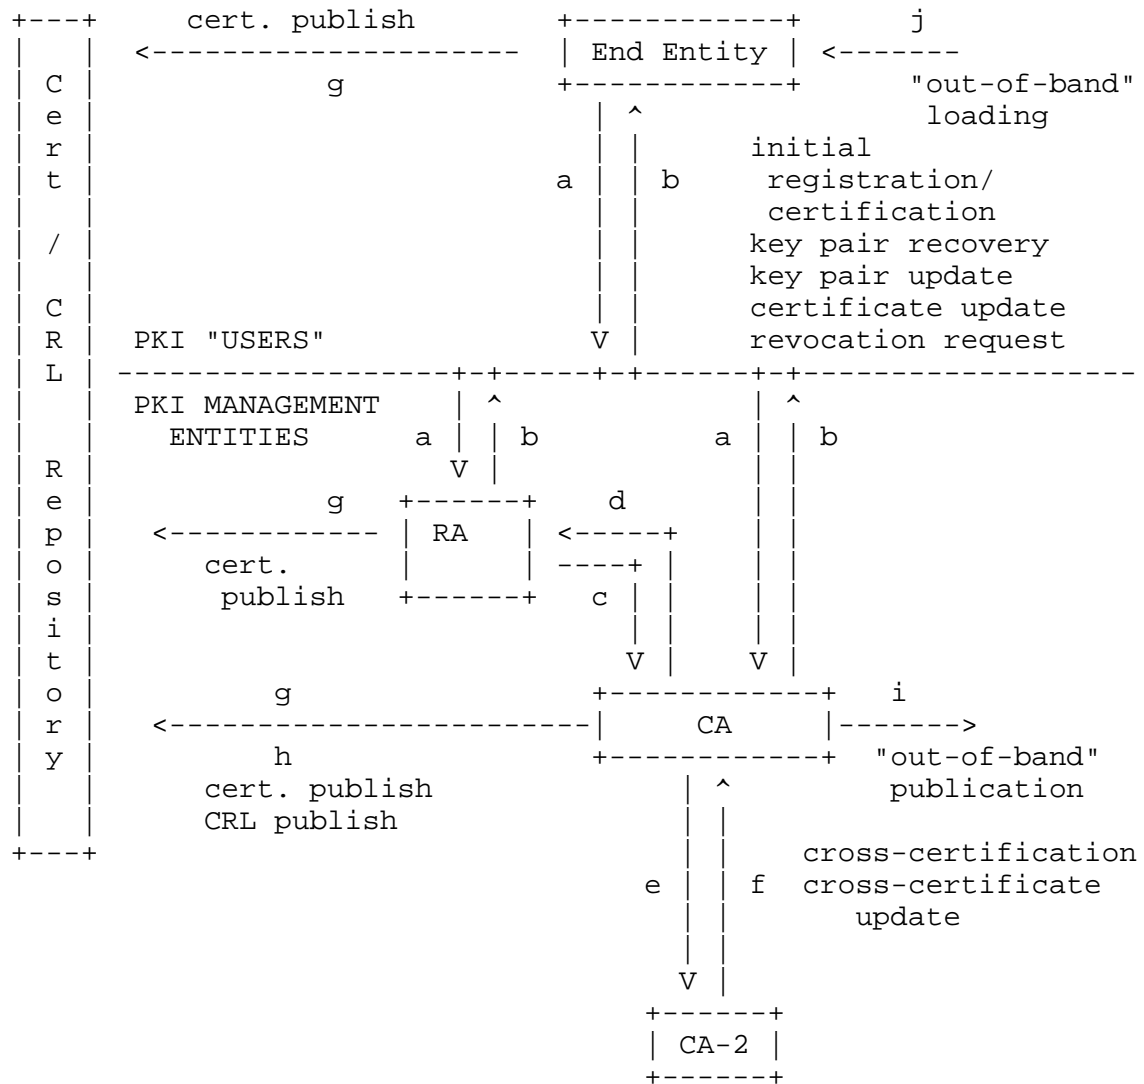 cert. publish j
End Entity
C g "out-of-band"
e loading
r initial
t a b registration/
certification
/ key pair recovery
key pair update
C certificate update
R PKI "USERS" V revocation request
L
PKI MANAGEMENT
ENTITIES a b a b
R V
e g d
p RA
o cert.
s publish c
i
t V V
o g i
r CA
y h "out-of-band"
cert. publish publication
CRL publish
cross-certification
e f cross-certificate
update
V
CA-2